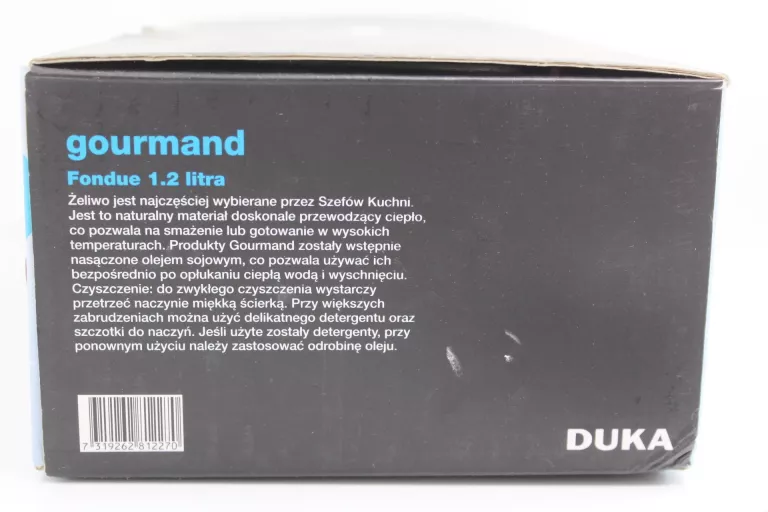 gourmand
Fondue 1.2 litra
Żeliwo jest najczęściej wybierane przez Szefów Kuchni.
Jest to naturalny materiał doskonale przewodzący ciepło,
co pozwala na smażenie lub gotowanie w wysokich
temperaturach. Produkty Gourmand zostały wstępnie
nasączone olejem sojowym, co pozwala używać ich
bezpośrednio po opłukaniu ciepłą wodą i wyschnięciu.
Czyszczenie: do zwykłego czyszczenia wystarczy
przetrzeć naczynie miękką ścierką. Przy większych
zabrudzeniach można użyć delikatnego detergentu oraz
szczotki do naczyń. Jeśli użyte zostały detergenty, przy
ponownym użyciu należy zastosować odrobinę oleju.
7 319262 812270
DUKA